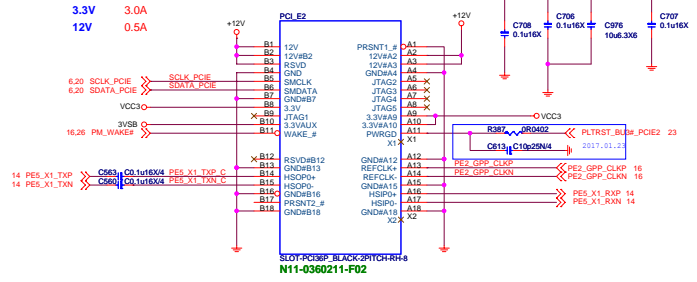 3.3V 3.0A
12V 0.5A
+12V
PCI_E2
+12V
C708
0.1u16X
C706
0.1u16X
C976
10u6.3X6
C707
0.1u16X
B1 12V PRSNT1_# A1
B2 12V#B2 12V#A2 A2
B3 RSVD 12V#A3 A3
B4 GND GND#A4 A4
6,20 SCLK_PCIE SCLK_PCIE B5 SMCLK JTAG2 A5
6,20 SDATA_PCIE SDATA_PCIE B6 SMDATA JTAG3 A6
B7 GND#B7 JTAG4 A7
VCC3 B8 3.3V JTAG5 A8
B9 JTAG1 3.3V#A9 A9 VCC3
3VSB B10 3.3VAUX 3.3V#A10 A10
16,26 PM_WAKE# B11 WAKE_# PWRGD A11 R387 0R0402 PLTRST_BU3#_PCIE2 23
X1 X1
C613 C10p25N/4 2017.01.23
B12 RSVD#B12 GND#A12 A12
B13 GND#B13 REFCLK+ A13 PE2_GPP_CLKP PE2_GPP_CLKP 16
14 PE5_X1_TXP C563 C0.1u16X/4 PE5_X1_TXP_C B14 HSOP0+ REFCLK- A14 PE2_GPP_CLKN PE2_GPP_CLKN 16
14 PE5_X1_TXN C560 C0.1u16X/4 PE5_X1_TXN_C B15 HSOP0- GND#A15 A15
B16 GND#B16 HSIP0+ A16 PE5_X1_RXP 14
B17 PRSNT2_# HSIP0- A17 PE5_X1_RXN 14
B18 GND#B18 GND#A18 A18
X2 X2
SLOT-PCI36P_BLACK-2PITCH-RH-8
N11-0360211-F02